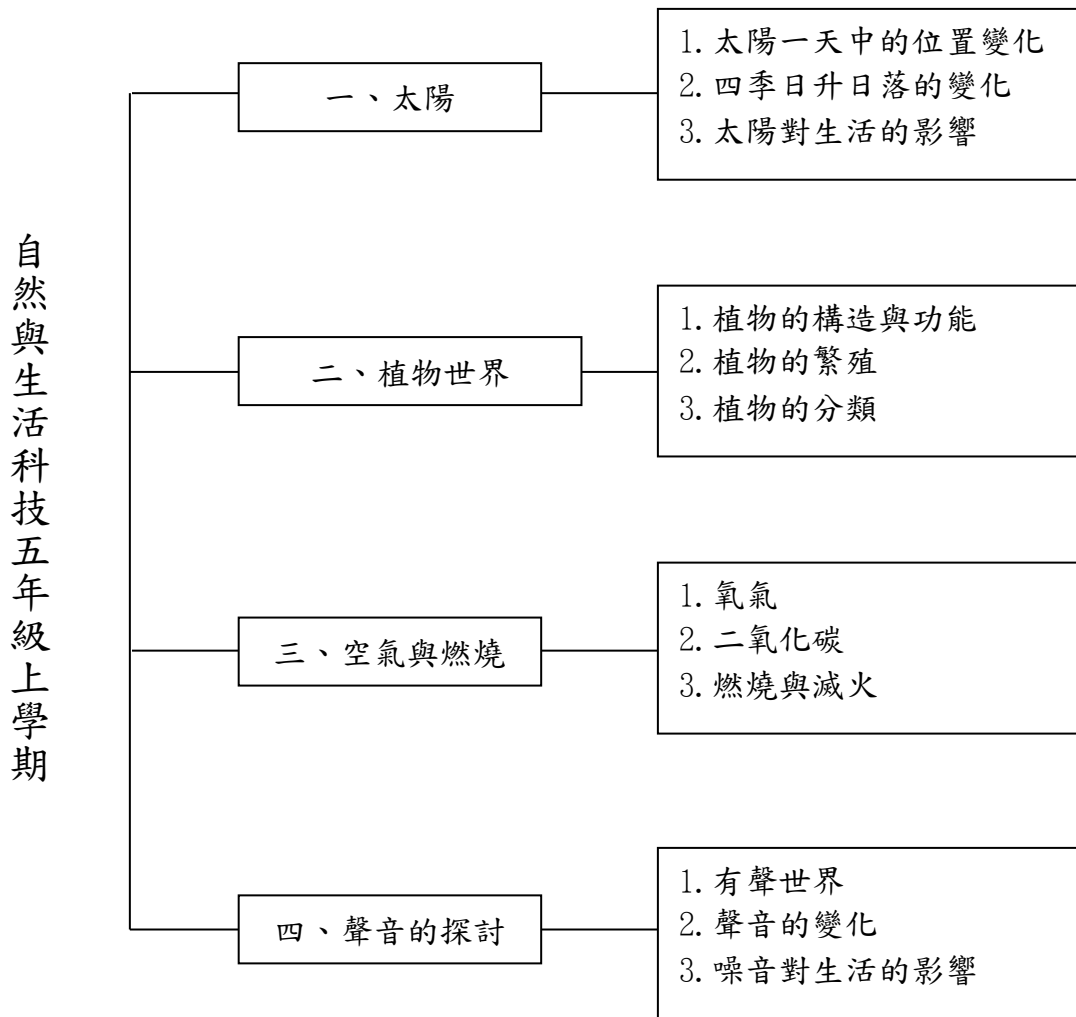 自然與生活科技五年級上學期
一、太陽
1.太陽一天中的位置變化
2.四季日升日落的變化
3.太陽對生活的影響
二、植物世界
1.植物的構造與功能
2.植物的繁殖
3.植物的分類
三、空氣與燃燒
1.氧氣
2.二氧化碳
3.燃燒與滅火
四、聲音的探討
1.有聲世界
2.聲音的變化
3.噪音對生活的影響